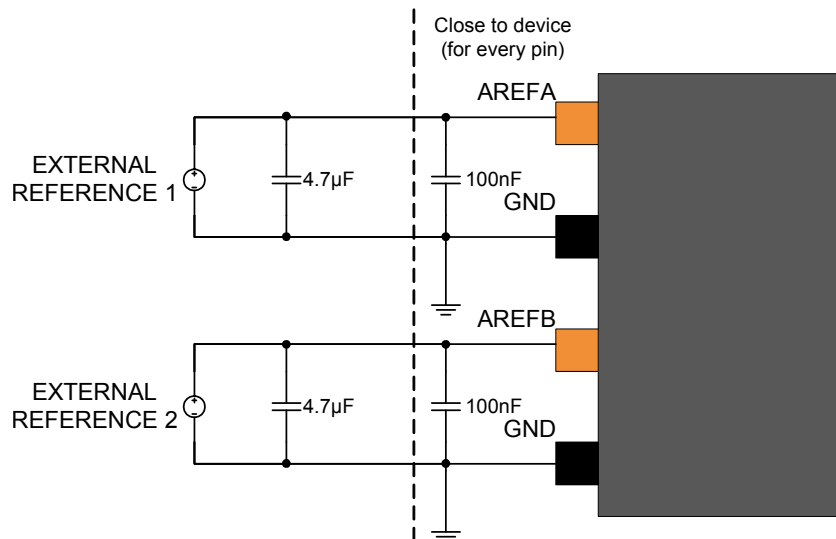 Close to device
(for every pin)
AREFA
EXTERNAL
REFERENCE 1
4.7µF
100nF
GND
AREFB
EXTERNAL
REFERENCE 2
4.7µF
100nF
GND